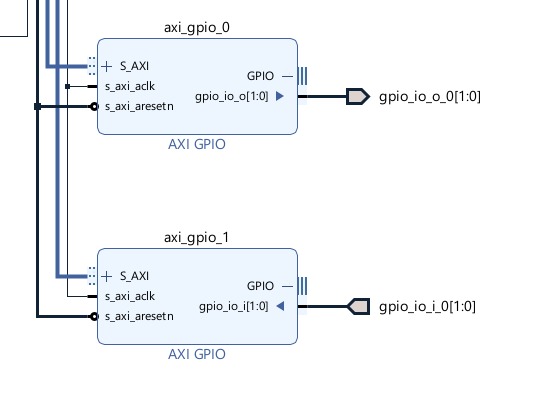 axi_gpio_0
S_AXI
GPIO
s_axi_aclk
gpio_io_o[1:0]
gpio_io_o_0[1:0]
s_axi_aresetn
AXI GPIO
axi_gpio_1
S_AXI
GPIO
s_axi_aclk
gpio_io_i[1:0]
gpio_io_i_0[1:0]
s_axi_aresetn
AXI GPIO